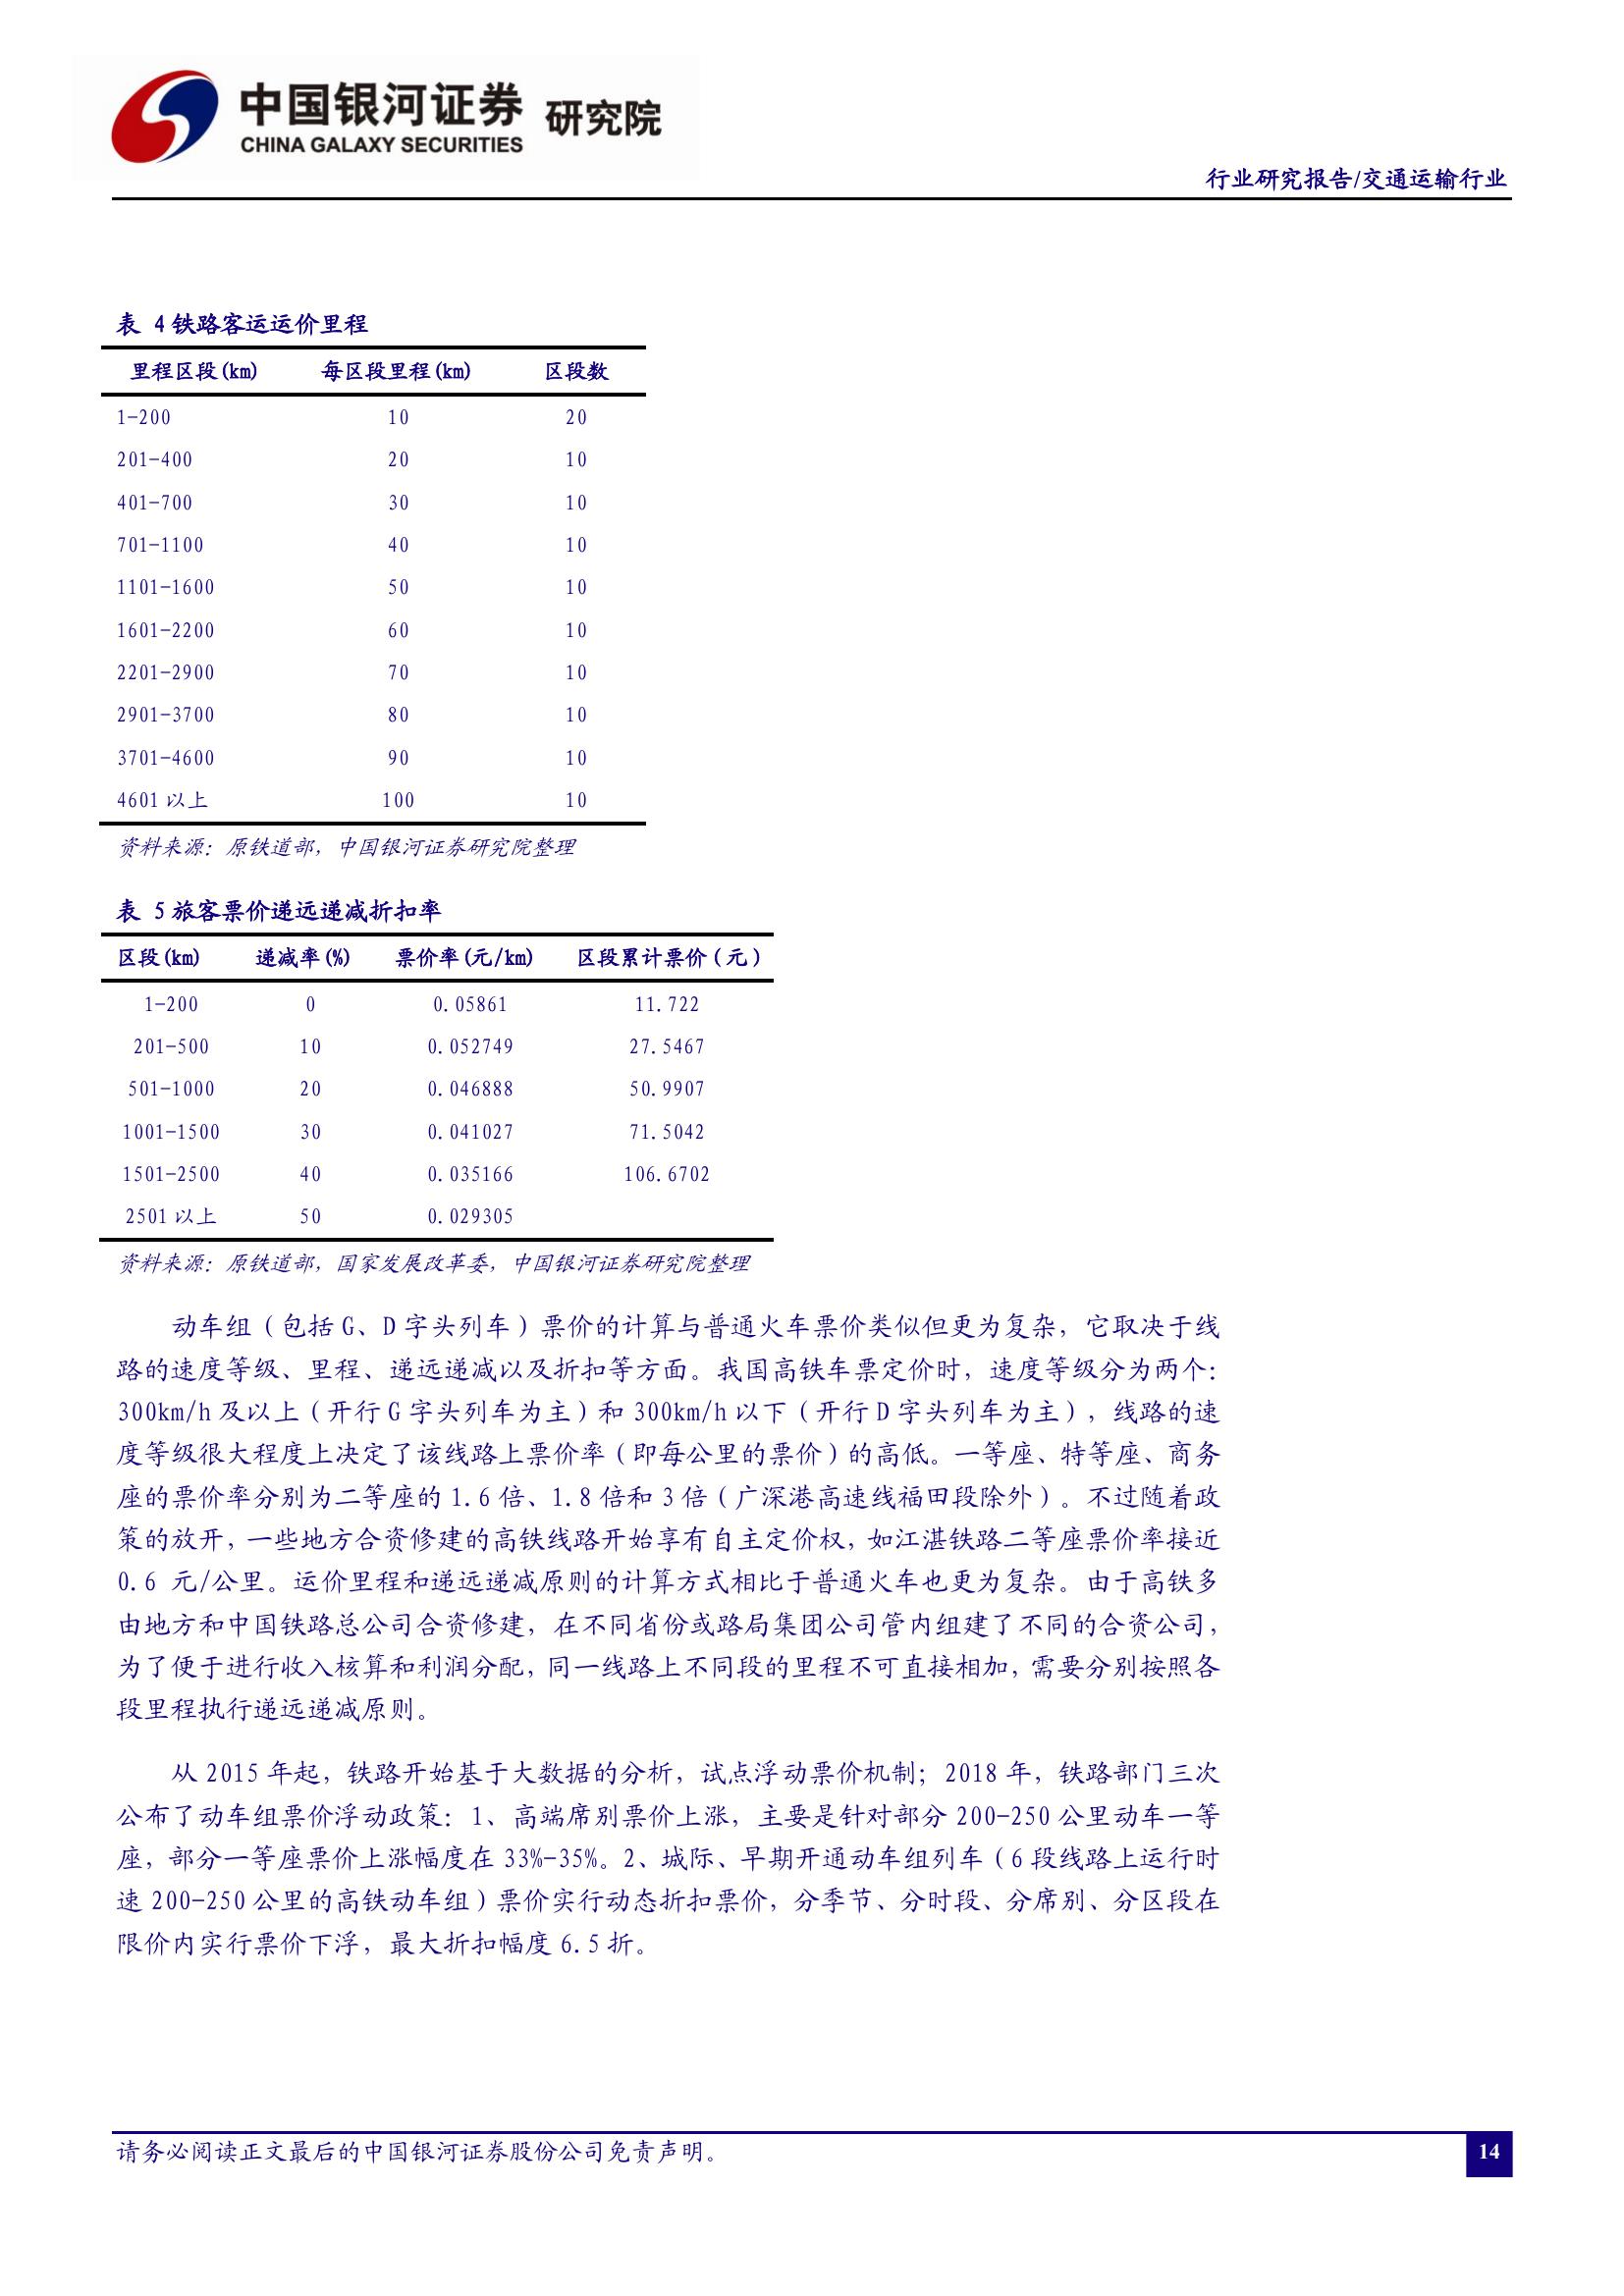 中国银河证券 研究院
CHINA GALAXY SECURITIES
行业研究报告/交通运输行业
表 4 铁路客运运价里程
里程区段(km) 每区段里程(km) 区段数
1-200 10 20
201-400 20 10
401-700 30 10
701-1100 40 10
1101-1600 50 10
1601-2200 60 10
2201-2900 70 10
2901-3700 80 10
3701-4600 90 10
4601 以上 100 10
资料来源：原铁道部，中国银河证券研究院整理
表 5 旅客票价递远递减折扣率
区段(km) 递减率(%) 票价率(元/km) 区段累计票价（元）
1-200 0 0.05861 11.722
201-500 10 0.052749 27.5467
501-1000 20 0.046888 50.9907
1001-1500 30 0.041027 71.5042
1501-2500 40 0.035166 106.6702
2501 以上 50 0.029305
资料来源：原铁道部，国家发展改革委，中国银河证券研究院整理
动车组（包括 G、D 字头列车）票价的计算与普通火车票价类似但更为复杂，它取决于线
路的速度等级、里程、递远递减以及折扣等方面。我国高铁车票定价时，速度等级分为两个：
300km/h 及以上（开行 G 字头列车为主）和 300km/h 以下（开行 D 字头列车为主），线路的速
度等级很大程度上决定了该线路上票价率（即每公里的票价）的高低。一等座、特等座、商务
座的票价率分别为二等座的 1.6 倍、1.8 倍和 3 倍（广深港高速线福田段除外）。不过随着政
策的放开，一些地方合资修建的高铁线路开始享有自主定价权，如江湛铁路二等座票价率接近
0.6 元/公里。运价里程和递远递减原则的计算方式相比于普通火车也更为复杂。由于高铁多
由地方和中国铁路总公司合资修建，在不同省份或路局集团公司管内组建了不同的合资公司，
为了便于进行收入核算和利润分配，同一线路上不同段的里程不可直接相加，需要分别按照各
段里程执行递远递减原则。
从 2015 年起，铁路开始基于大数据的分析，试点浮动票价机制；2018 年，铁路部门三次
公布了动车组票价浮动政策：1、高端席别票价上涨，主要是针对部分 200-250 公里动车一等
座，部分一等座票价上涨幅度在 33%-35%。2、城际、早期开通动车组列车（6 段线路上运行时
速 200-250 公里的高铁动车组）票价实行动态折扣票价，分季节、分时段、分席别、分区段在
限价内实行票价下浮，最大折扣幅度 6.5 折。
请务必阅读正文最后的中国银河证券股份公司免责声明。
14